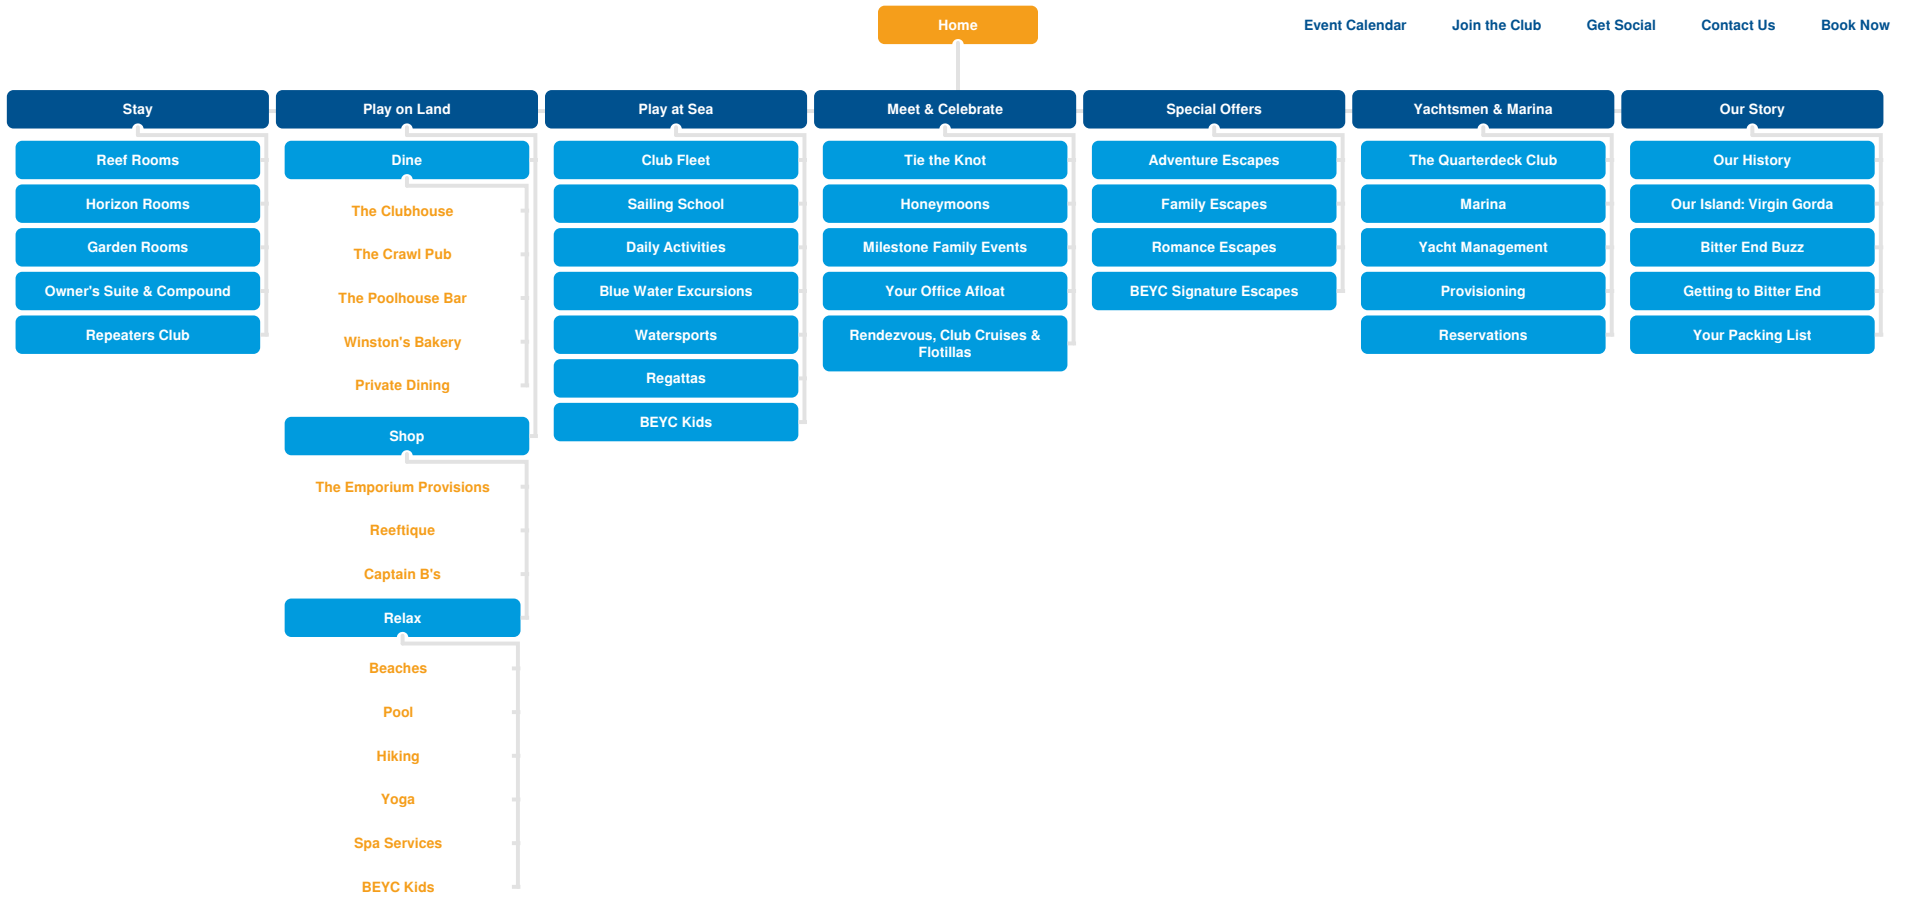 Home
Event Calendar
Join the Club
Get Social
Contact Us
Book Now
Stay
Reef Rooms
Horizon Rooms
Garden Rooms
Owner's Suite & Compound
Repeaters Club
Play on Land
Dine
The Clubhouse
The Crawl Pub
The Poolhouse Bar
Winston's Bakery
Private Dining
Shop
The Emporium Provisions
Reeftique
Captain B's
Relax
Beaches
Pool
Hiking
Yoga
Spa Services
BEYC Kids
Play at Sea
Club Fleet
Sailing School
Daily Activities
Blue Water Excursions
Watersports
Regattas
BEYC Kids
Meet & Celebrate
Tie the Knot
Honeymoons
Milestone Family Events
Your Office Afloat
Rendezvous, Club Cruises &
Flotillas
Special Offers
Adventure Escapes
Family Escapes
Romance Escapes
BEYC Signature Escapes
Yachtsmen & Marina
The Quarterdeck Club
Marina
Yacht Management
Provisioning
Reservations
Our Story
Our History
Our Island: Virgin Gorda
Bitter End Buzz
Getting to Bitter End
Your Packing List